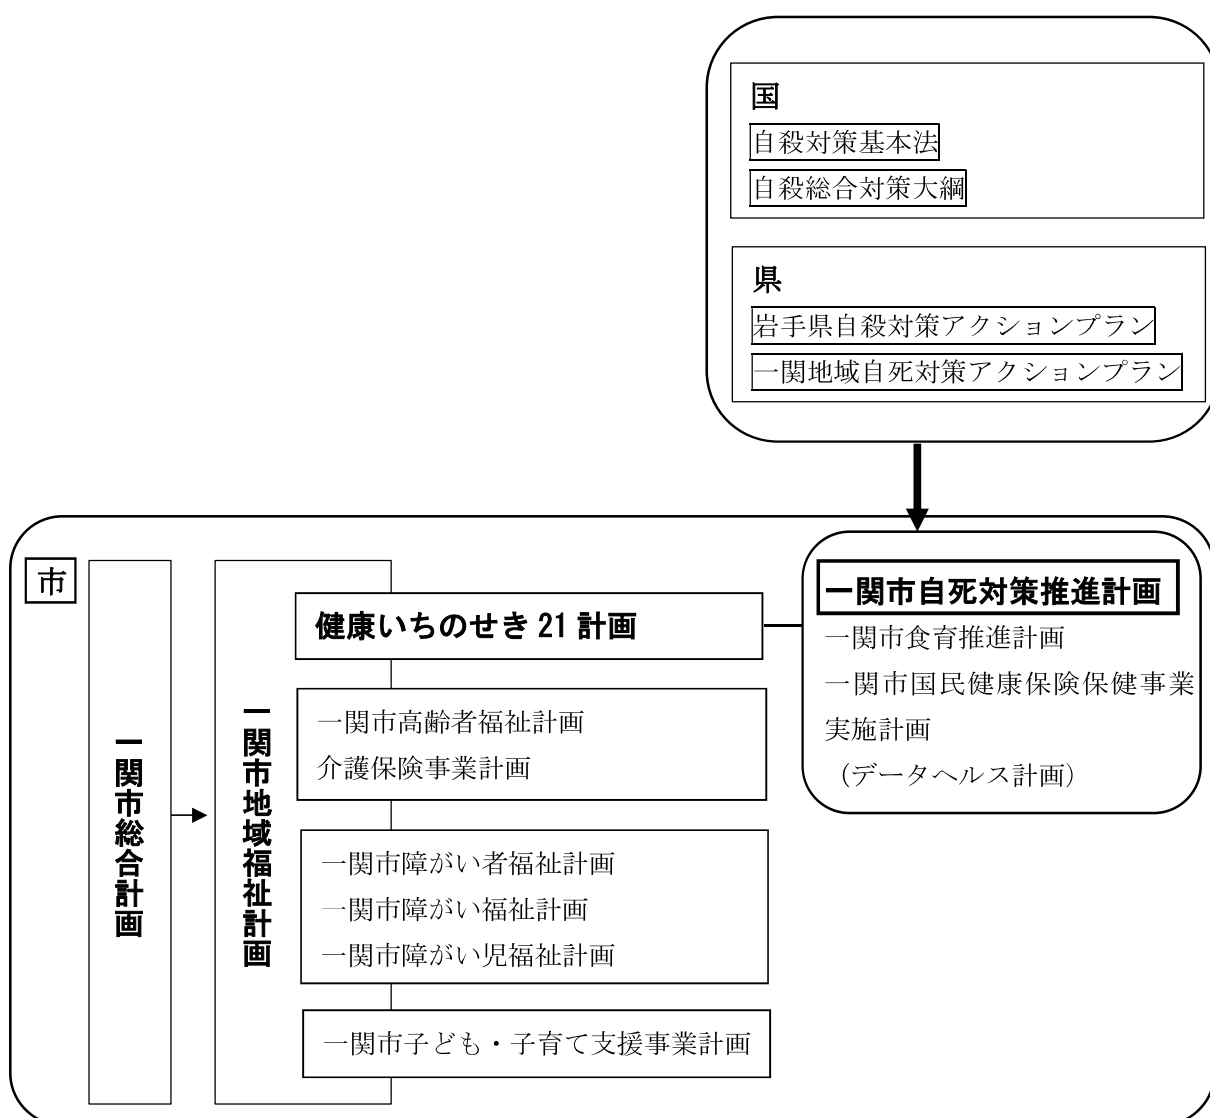 国
自殺対策基本法
自殺総合対策大綱
県
岩手県自殺対策アクションプラン
一関地域自死対策アクションプラン
市
一関市総合計画
一関市地域福祉計画
健康いちのせき 21 計画
一関市高齢者福祉計画
介護保険事業計画
一関市障がい者福祉計画
一関市障がい福祉計画
一関市障がい児福祉計画
一関市子ども・子育て支援事業計画
一関市自死対策推進計画
一関市食育推進計画
一関市国民健康保険保健事業
実施計画
（データヘルス計画）